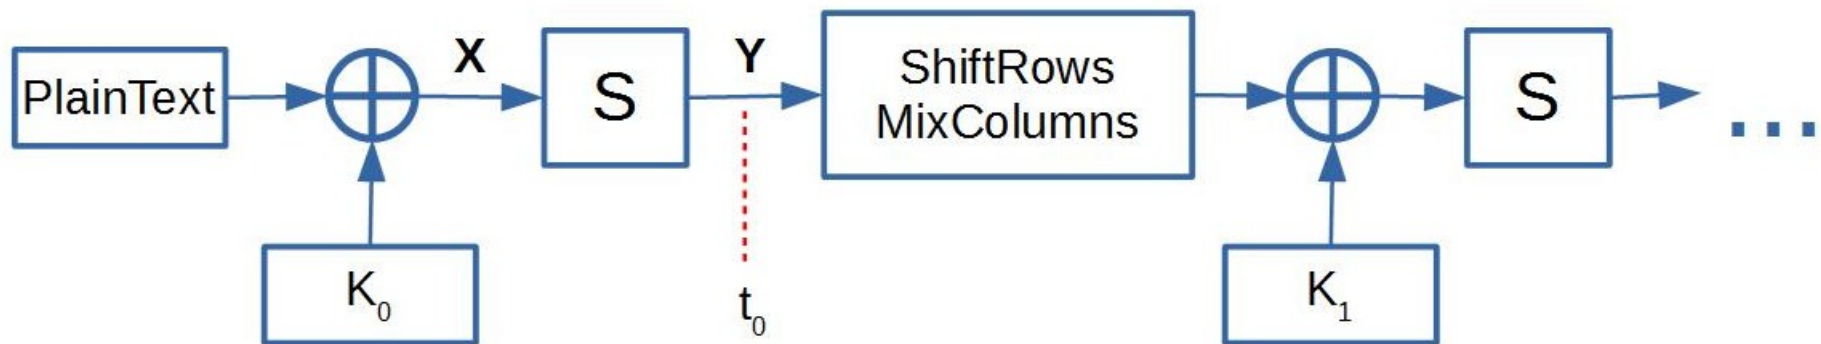 PlainText
X
S
Y
ShiftRows
MixColumns
S
...
K₀
t₀
K₁